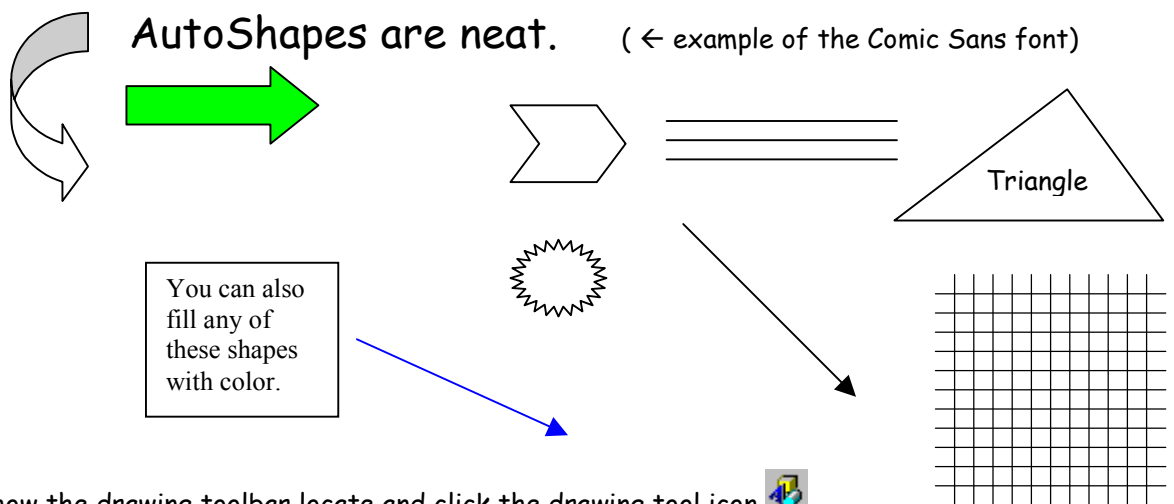 AutoShapes are neat. ( ← example of the Comic Sans font)
Triangle
You can also
fill any of
these shapes
with color.
the drawing toolbar locate and click the drawing tool icon